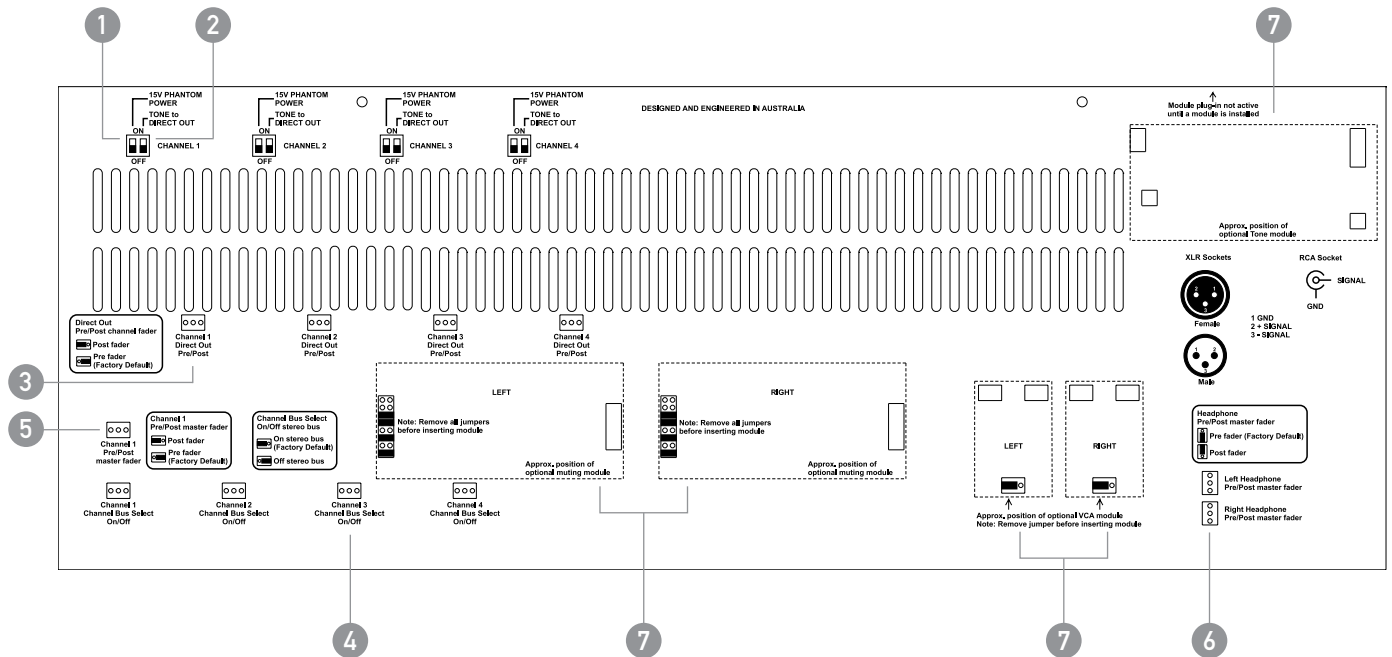 1
2
7
15V PHANTOM
POWER
TONE to
DIRECT OUT
ON
CHANNEL 1
OFF
15V PHANTOM
POWER
TONE to
DIRECT OUT
ON
CHANNEL 2
OFF
15V PHANTOM
POWER
TONE to
DIRECT OUT
ON
CHANNEL 3
OFF
15V PHANTOM
POWER
TONE to
DIRECT OUT
ON
CHANNEL 4
OFF
DESIGNED AND ENGINEERED IN AUSTRALIA
Module plug-in not active
until a module is installed
Approx. position of
optional Tone module
XLR Sockets
2 1
3
Female
1 2
3
Male
1 GND
2 + SIGNAL
3 - SIGNAL
RCA Socket
SIGNAL
GND
Direct Out
Pre/Post channel fader
Post fader
Pre fader
(Factory Default)
Channel 1
Direct Out
Pre/Post
Channel 2
Direct Out
Pre/Post
Channel 3
Direct Out
Pre/Post
Channel 4
Direct Out
Pre/Post
3
LEFT
Note: Remove all jumpers
before inserting module
Approx. position of
optional muting module
RIGHT
Note: Remove all jumpers
before inserting module
Approx. position of
optional muting module
5
Channel 1
Pre/Post
master fader
Channel 1
Pre/Post master fader
Post fader
Pre fader
(Factory Default)
Channel Bus Select
On/Off stereo bus
On stereo bus
(Factory Default)
Off stereo bus
LEFT
RIGHT
Approx. position of optional VCA module
Note: Remove jumper before inserting module
Headphone
Pre/Post master fader
Pre fader (Factory Default)
Post fader
Left Headphone
Pre/Post master fader
Right Headphone
Pre/Post master fader
Channel 1
Channel Bus Select
On/Off
Channel 2
Channel Bus Select
On/Off
Channel 3
Channel Bus Select
On/Off
Channel 4
Channel Bus Select
On/Off
4
7
7
6